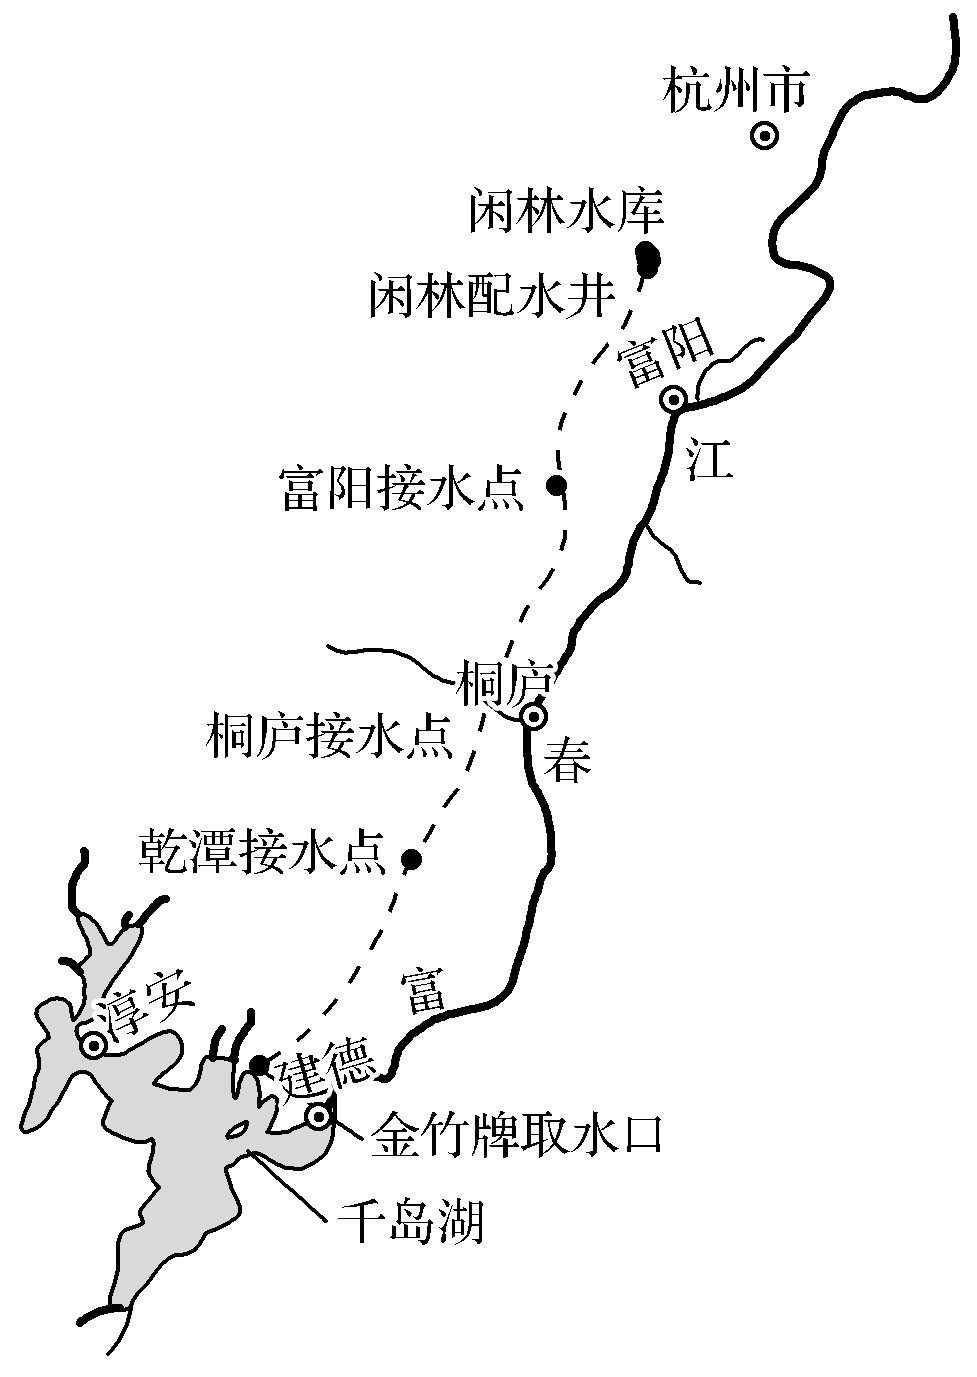 杭州市
闲林水库
闲林配水井
富阳
江
富阳接水点
桐庐
桐庐接水点
春
乾潭接水点
淳安
富
建德
金竹牌取水口
千岛湖